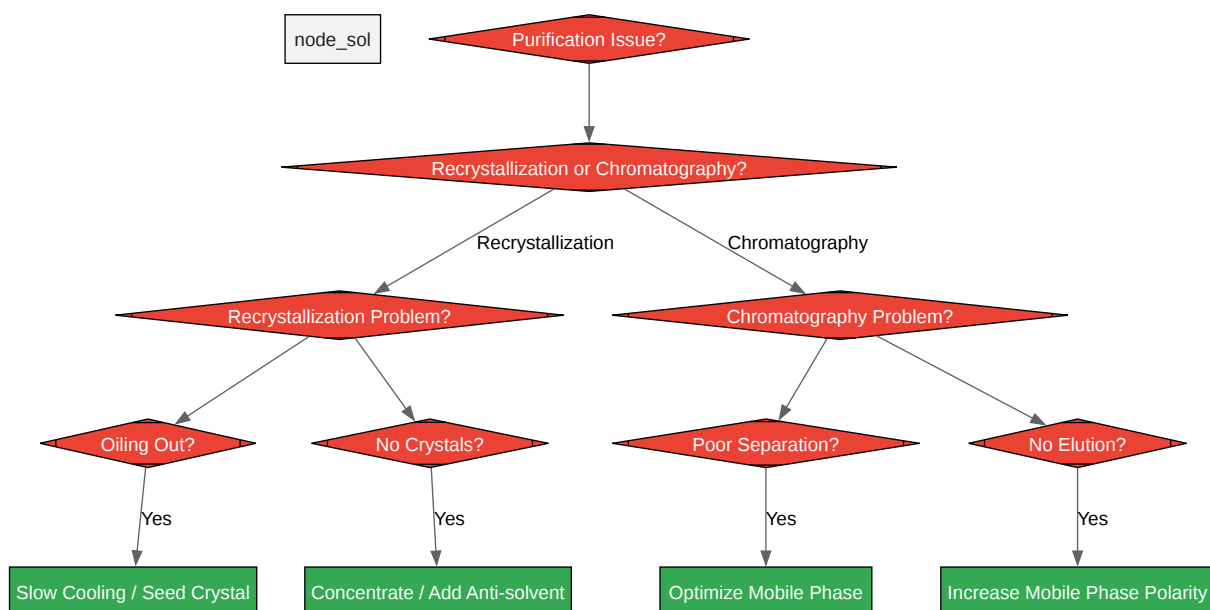 node_sol
Purification Issue?
Recrystallization or Chromatography?
Recrystallization
Chromatography
Recrystallization Problem?
Chromatography Problem?
Oiling Out?
No Crystals?
Poor Separation?
No Elution?
Yes
Yes
Yes
Yes
Slow Cooling / Seed Crystal
Concentrate / Add Anti-solvent
Optimize Mobile Phase
Increase Mobile Phase Polarity